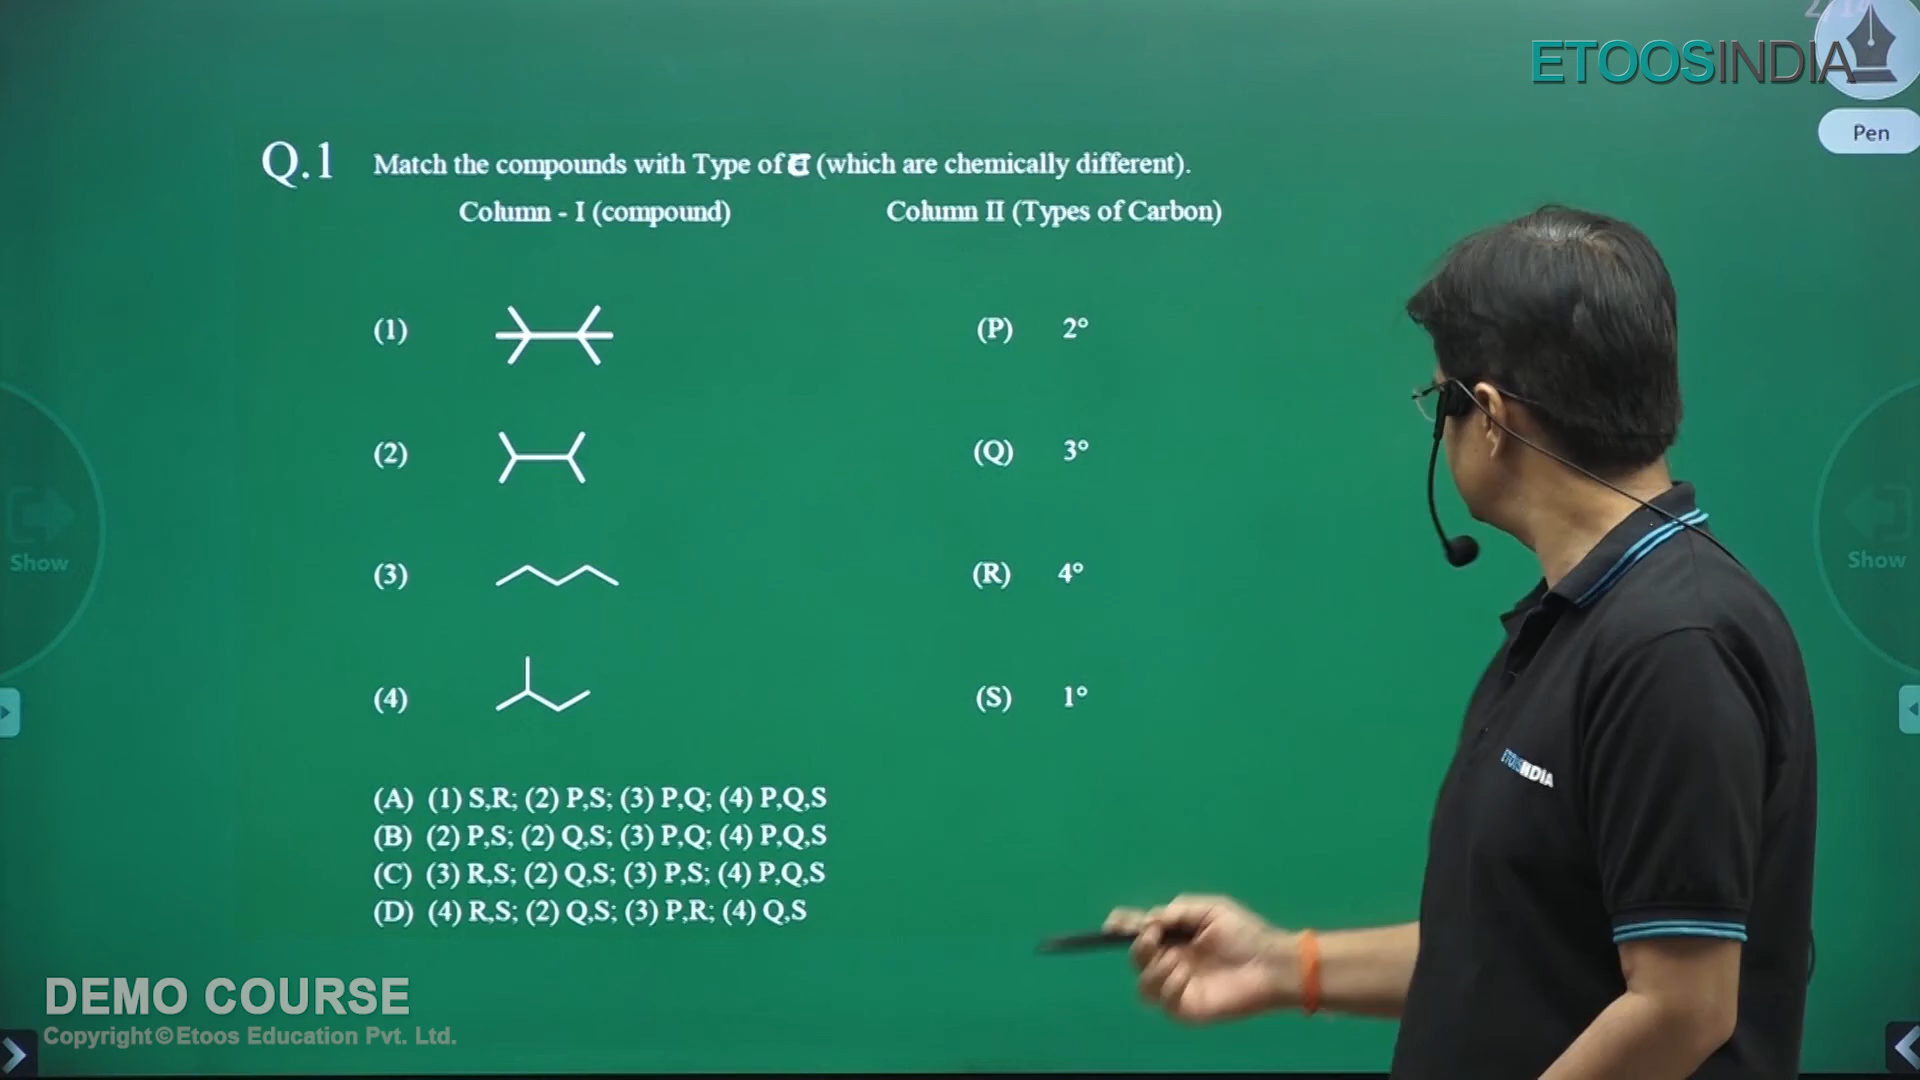 ETOOSINDIA
Pen
Q.1 Match the compounds with Type of C (which are chemically different).
Column - I (compound) Column II (Types of Carbon)
(1) (P) 2°
(2) (Q) 3°
(3) (R) 4°
(4) (S) 1°
Show
Show
(A) (1) S,R; (2) P,S; (3) P,Q; (4) P,Q,S
(B) (2) P,S; (2) Q,S; (3) P,Q; (4) P,Q,S
(C) (3) R,S; (2) Q,S; (3) P,S; (4) P,Q,S
(D) (4) R,S; (2) Q,S; (3) P,R; (4) Q,S
ETOOSINDIA
DEMO COURSE
Copyright © Etoos Education Pvt. Ltd.